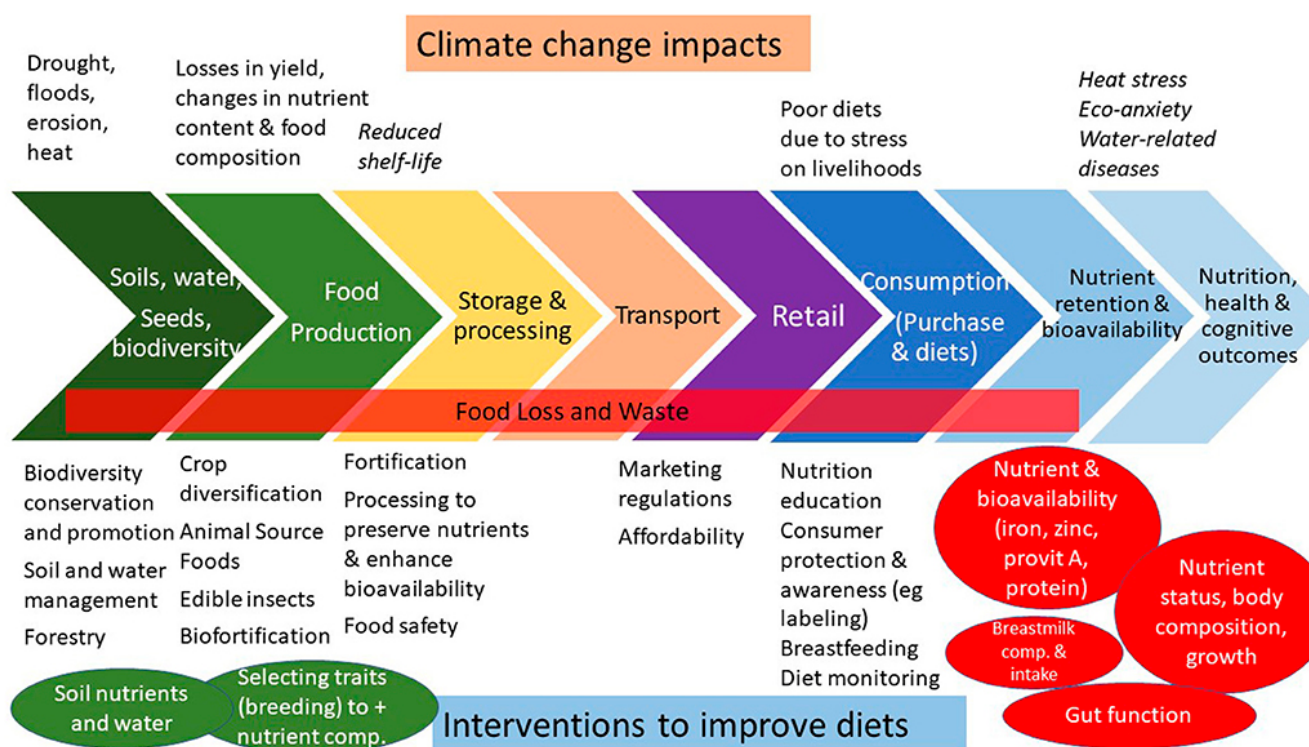 Climate change impacts
Drought,
floods,
erosion,
heat
Losses in yield,
changes in nutrient
content & food
composition
Reduced
shelf-life
Poor diets
due to stress
on livelihoods
Heat stress
Eco-anxiety
Water-related
diseases
Soils, water,
Seeds,
biodiversity
Food
Production
Storage &
processing
Transport
Retail
Consumption
(Purchase
& diets)
Nutrient
retention &
bioavailability
Nutrition,
health &
cognitive
outcomes
Food Loss and Waste
Biodiversity
conservation
and promotion
Soil and water
management
Forestry
Crop
diversification
Animal Source
Foods
Edible insects
Biofortification
Fortification
Processing to
preserve nutrients
& enhance
bioavailability
Food safety
Marketing
regulations
Affordability
Nutrition
education
Consumer
protection &
awareness (eg
labeling)
Breastfeeding
Diet monitoring
Nutrient &
bioavailability
(iron, zinc,
provit A,
protein)
Nutrient
status, body
composition,
growth
Breastmilk
comp. &
intake
Gut function
Soil nutrients
and water
Selecting traits
(breeding) to +
nutrient comp.
Interventions to improve diets